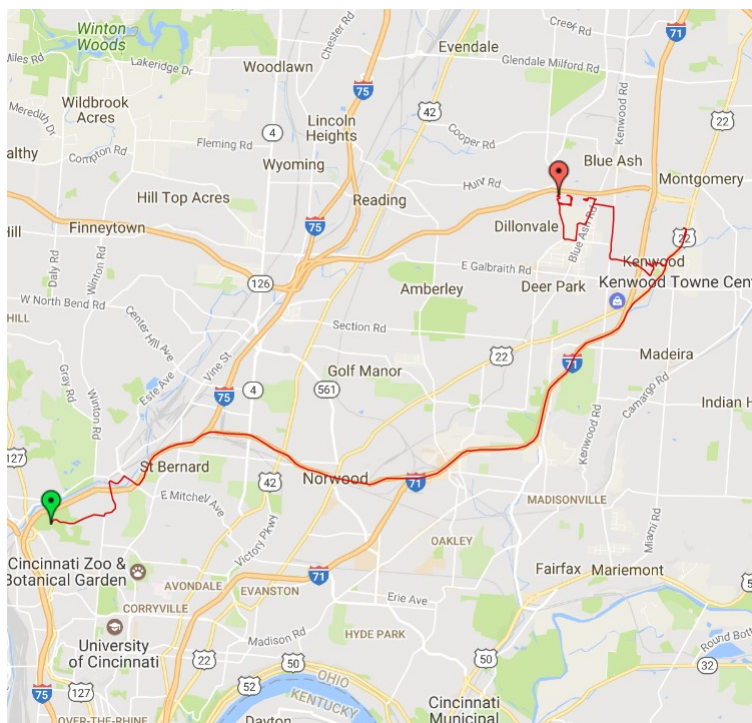 Winton
Woods
Chester Rd
71
Creek Rd
Evendale
Woodlawn
Glendale Milford Rd
Lakeridge Dr
75
Miles Rd
Wildbrook
Acres
Meredith Dr
42
22
Lincoln
Heights
4
Kenwood Rd
Cooper Rd
Fleming Rd
Compton Rd
althy
Wyoming
Blue Ash
Hunt Rd
Montgomery
Hill Top Acres
Reading
Dillonvale
Blue Ash Rd
75
Hill
Finneytown
22
Daly Rd
Winton Rd
Kenwood
126
E Galbraith Rd
Kenwood Towne Cent
Amberley
Deer Park
W North Bend Rd
HILL
Center Hill Ave
Section Rd
Vine St
22
Madeira
Este Ave
71
Gray Rd
Golf Manor
Camargo Rd
4
561
75
Winton Rd
Indian H
Kenwood Rd
127
St Bernard
Norwood
42
71
E Mitchell Ave
MADISONVILLE
Victory Pkwy
Miami Rd
OAKLEY
Cincinnati Zoo &
Botanical Garden
Fairfax
Mariemont
71
AVONDALE
EVANSTON
5
CORRYVILLE
Erie Ave
University
of Cincinnati
Madison Rd
HYDE PARK
Round Bott
22
50
50
32
75
127
52
OHIO
KENTUCKY
Cincinnati
Municipal
OVER-THE-RHINE
Dayton